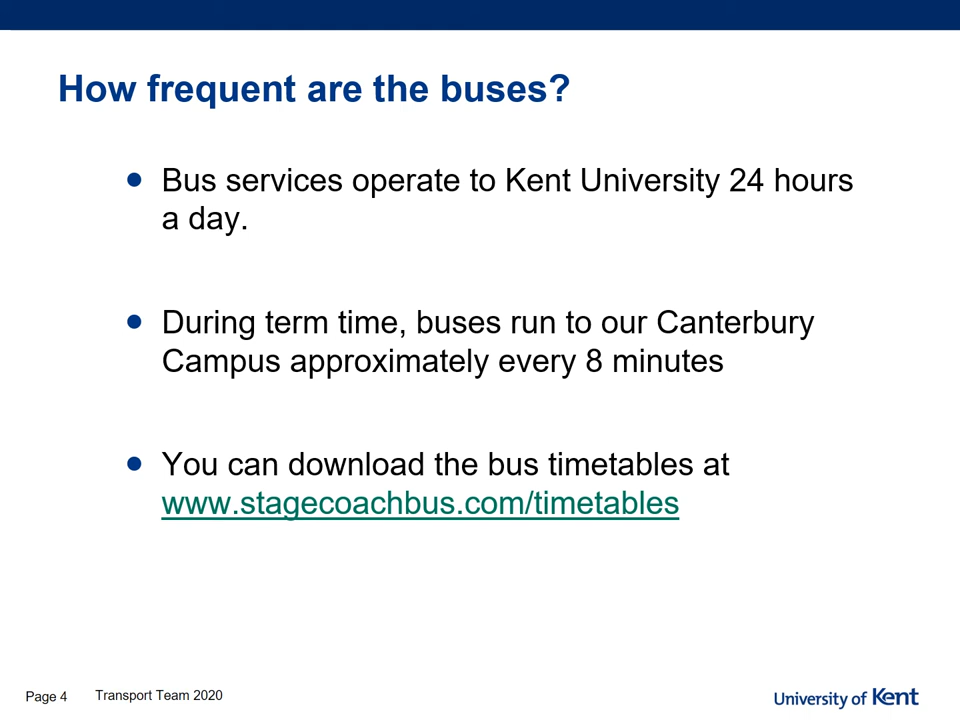 How frequent are the buses?
Bus services operate to Kent University 24 hours
a day.
During term time, buses run to our Canterbury
Campus approximately every 8 minutes
You can download the bus timetables at
www.stagecoachbus.com/timetables
Page 4 Transport Team 2020
University of Kent